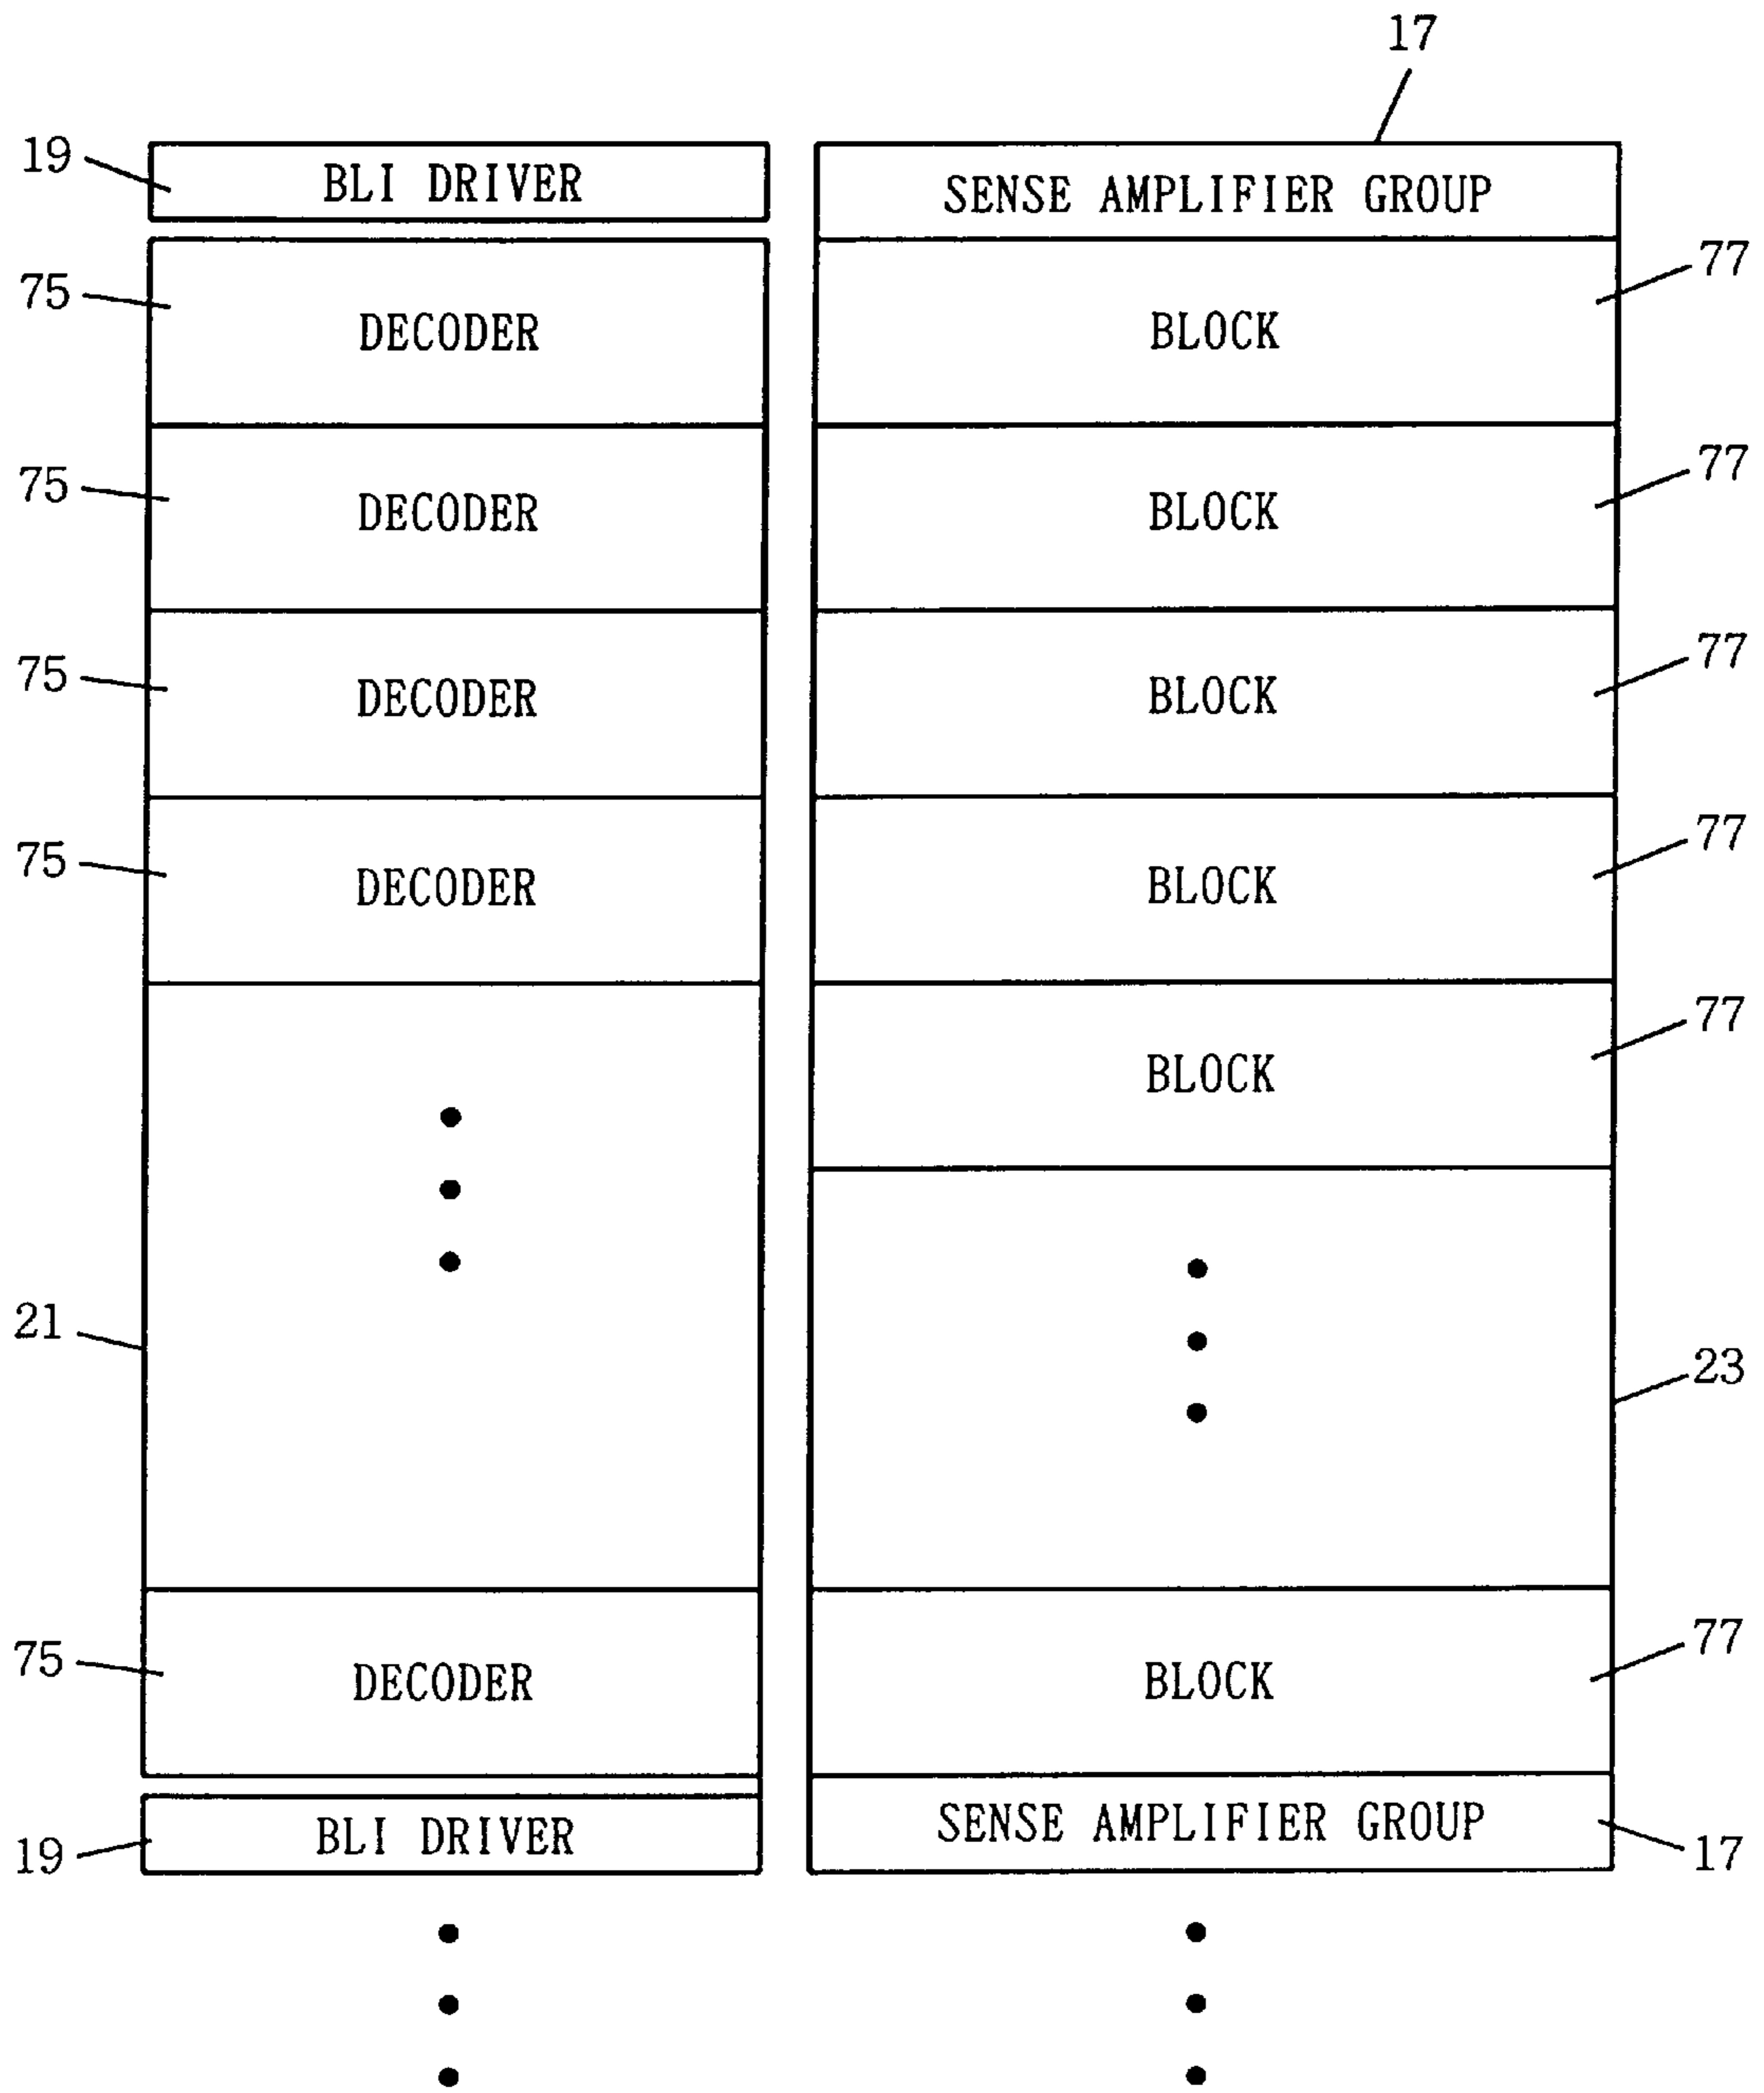 17
19
BLI DRIVER
SENSE AMPLIFIER GROUP
75
DECODER
BLOCK
77
75
DECODER
BLOCK
77
75
DECODER
BLOCK
77
75
DECODER
BLOCK
77
BLOCK
77
21
23
75
DECODER
BLOCK
77
19
BLI DRIVER
SENSE AMPLIFIER GROUP
17